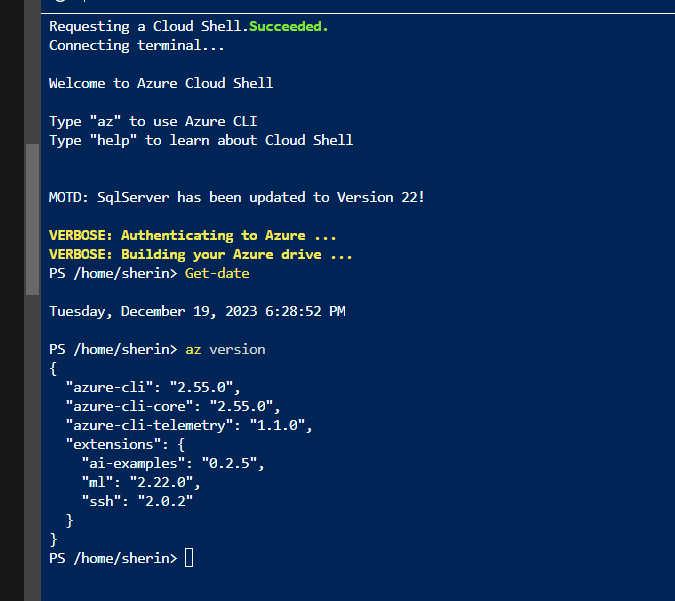 Requesting a Cloud Shell.Succeeded.
Connecting terminal...
Welcome to Azure Cloud Shell
Type "az" to use Azure CLI
Type "help" to learn about Cloud Shell
MOTD: SqlServer has been updated to Version 22!
VERBOSE: Authenticating to Azure ...
VERBOSE: Building your Azure drive ...
PS /home/sherin> Get-date
Tuesday, December 19, 2023 6:28:52 PM
PS /home/sherin> az version
{
  "azure-cli": "2.55.0",
  "azure-cli-core": "2.55.0",
  "azure-cli-telemetry": "1.1.0",
  "extensions": {
    "ai-examples": "0.2.5",
    "ml": "2.22.0",
    "ssh": "2.0.2"
  }
}
PS /home/sherin>